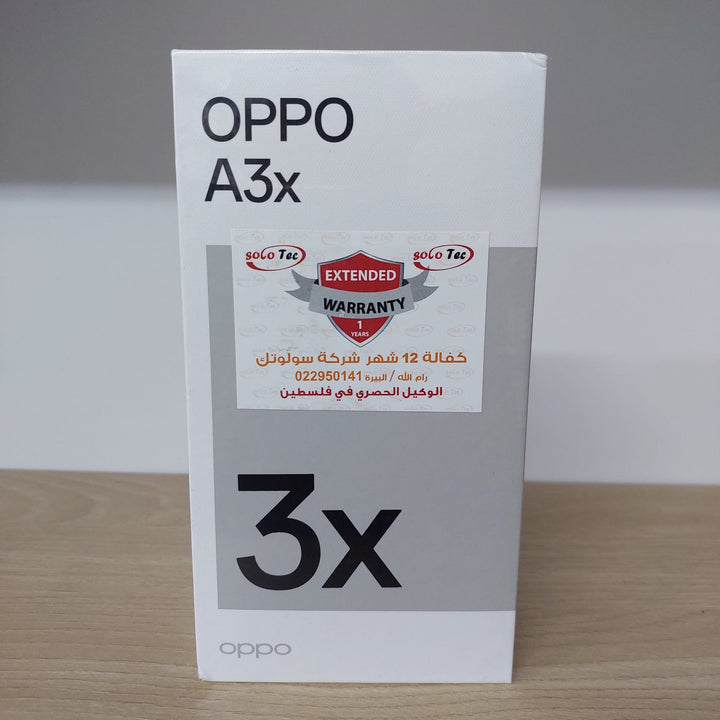 OPPO
A3x
solo Tec
solo Tec
EXTENDED
WARRANTY
1
YEARS
كفالة 12 شهر شركة سولوتك
رام الله / البيرة 022950141
الوكيل الحصري في فلسطين
3x
oppo